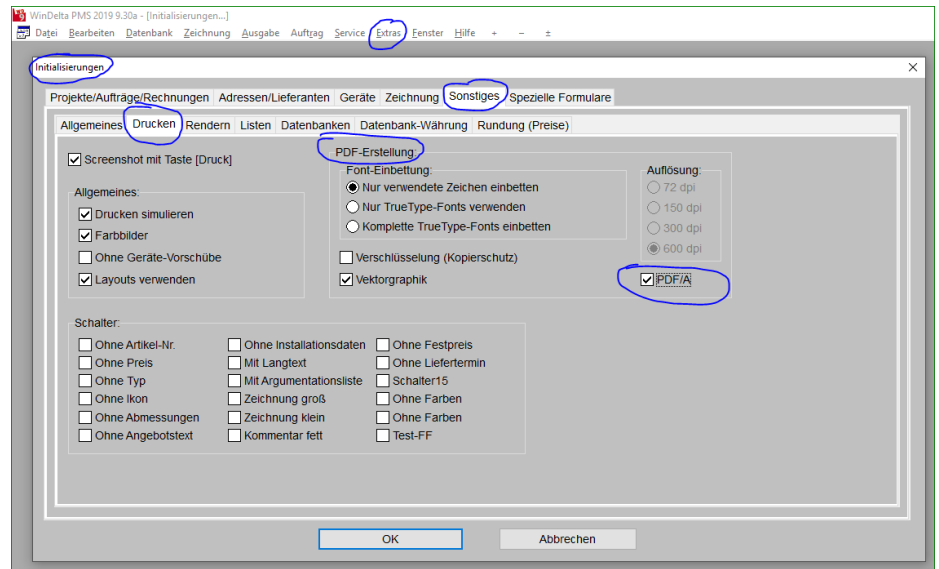 WinDelta PMS 2019 9.30a - [Initialisierungen...]
Datei Bearbeiten Datenbank Zeichnung Ausgabe Auftrag Service Extras Fenster Hilfe + − ±
Initialisierungen
Projekte/Aufträge/Rechnungen Adressen/Lieferanten Geräte Zeichnung Sonstiges Spezielle Formulare
Allgemeines Drucken Rendern Listen Datenbanken Datenbank-Währung Rundung (Preise)
Screenshot mit Taste [Druck]
Allgemeines:
Drucken simulieren
Farbbilder
Ohne Geräte-Vorschübe
Layouts verwenden
PDF-Erstellung:
Font-Einbettung:
Nur verwendete Zeichen einbetten
Nur TrueType-Fonts verwenden
Komplette TrueType-Fonts einbetten
Verschlüsselung (Kopierschutz)
Vektorgraphik
Auflösung:
72 dpi
150 dpi
300 dpi
600 dpi
PDF/A
Schalter:
Ohne Artikel-Nr. Ohne Installationsdaten Ohne Festpreis
Ohne Preis Mit Langtext Ohne Liefertermin
Ohne Typ Mit Argumentationsliste Schalter15
Ohne Ikon Zeichnung groß Ohne Farben
Ohne Abmessungen Zeichnung klein Ohne Farben
Ohne Angebotstext Kommentar fett Test-FF
OK Abbrechen